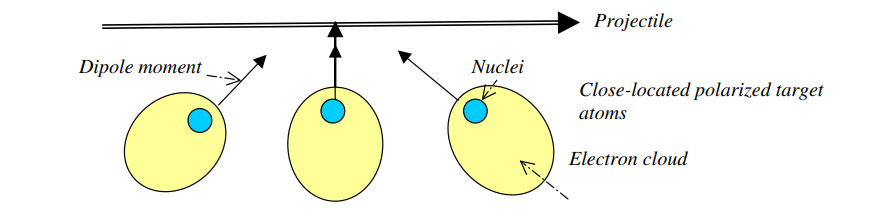 Projectile
Dipole moment
Nuclei
Close-located polarized target
atoms
Electron cloud